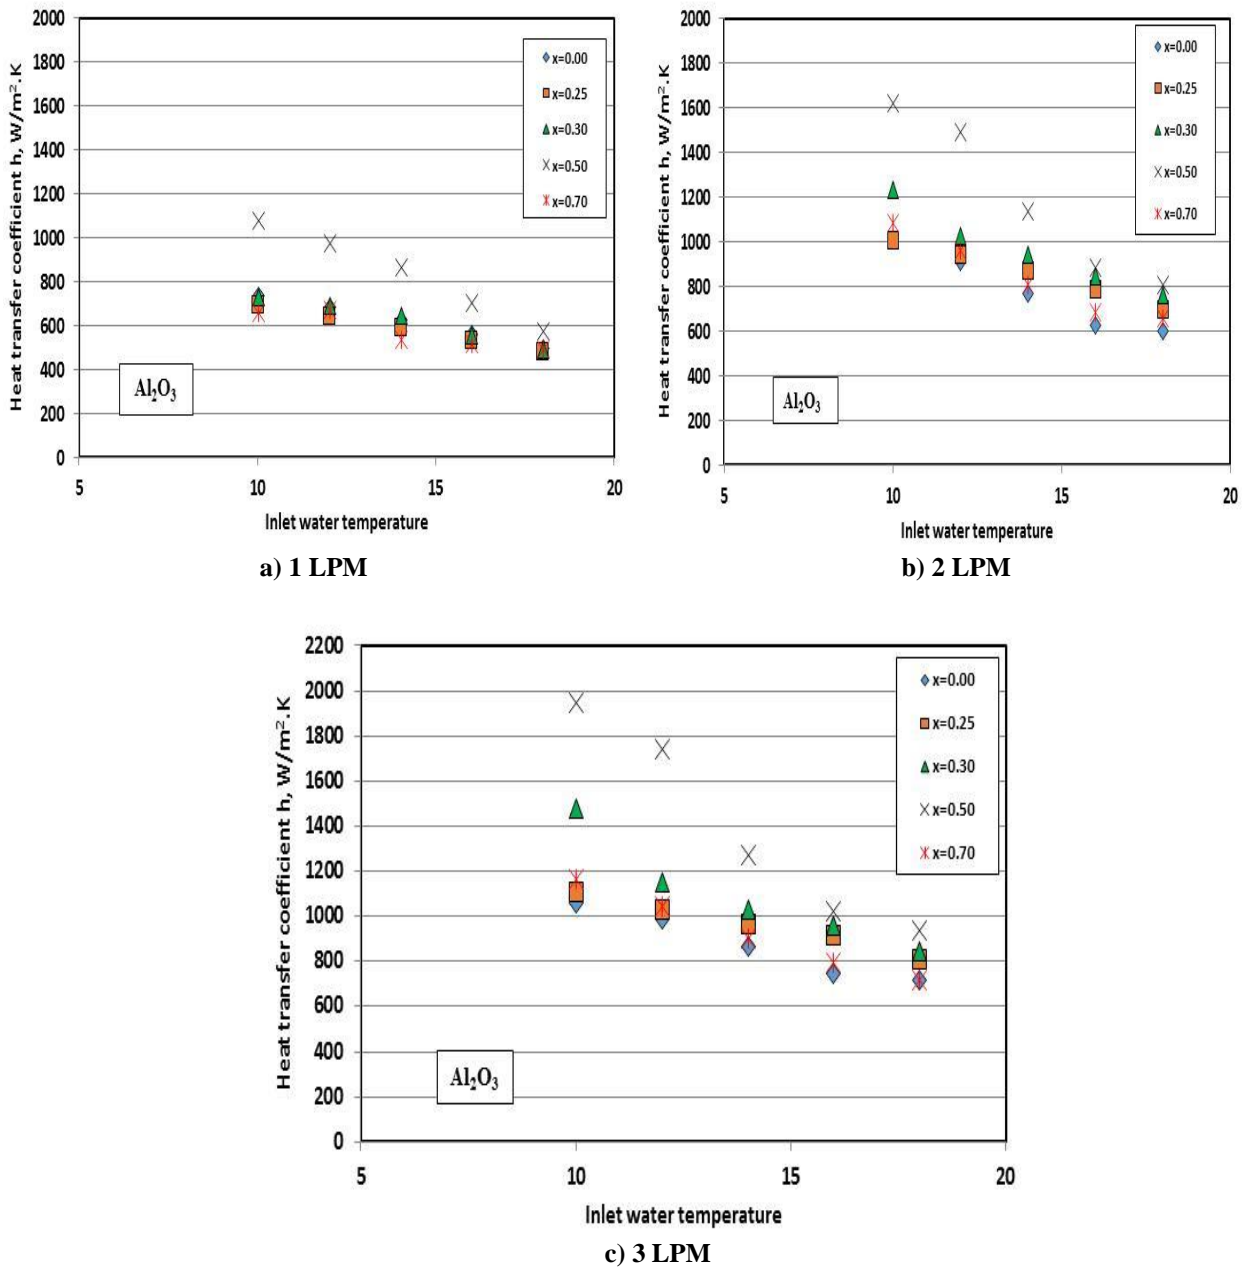 Heat transfer coefficient h, W/m².K
2000
1800
1600
1400
1200
1000
800
600
400
200
0
x=0.00
x=0.25
x=0.30
x=0.50
x=0.70
Al₂O₃
5 10 15 20
Inlet water temperature
a) 1 LPM
Heat transfer coefficient h, W/m².K
2000
1800
1600
1400
1200
1000
800
600
400
200
0
x=0.00
x=0.25
x=0.30
x=0.50
x=0.70
Al₂O₃
5 10 15 20
Inlet water temperature
b) 2 LPM
Heat transfer coefficient h, W/m².K
2200
2000
1800
1600
1400
1200
1000
800
600
400
200
0
x=0.00
x=0.25
x=0.30
x=0.50
x=0.70
Al₂O₃
5 10 15 20
Inlet water temperature
c) 3 LPM